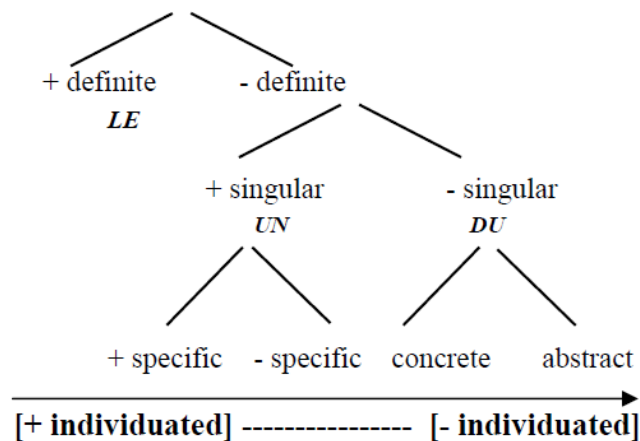 + definite - definite
LE
+ singular - singular
UN DU
+ specific - specific concrete abstract
[+ individuated] --------------- [- individuated]